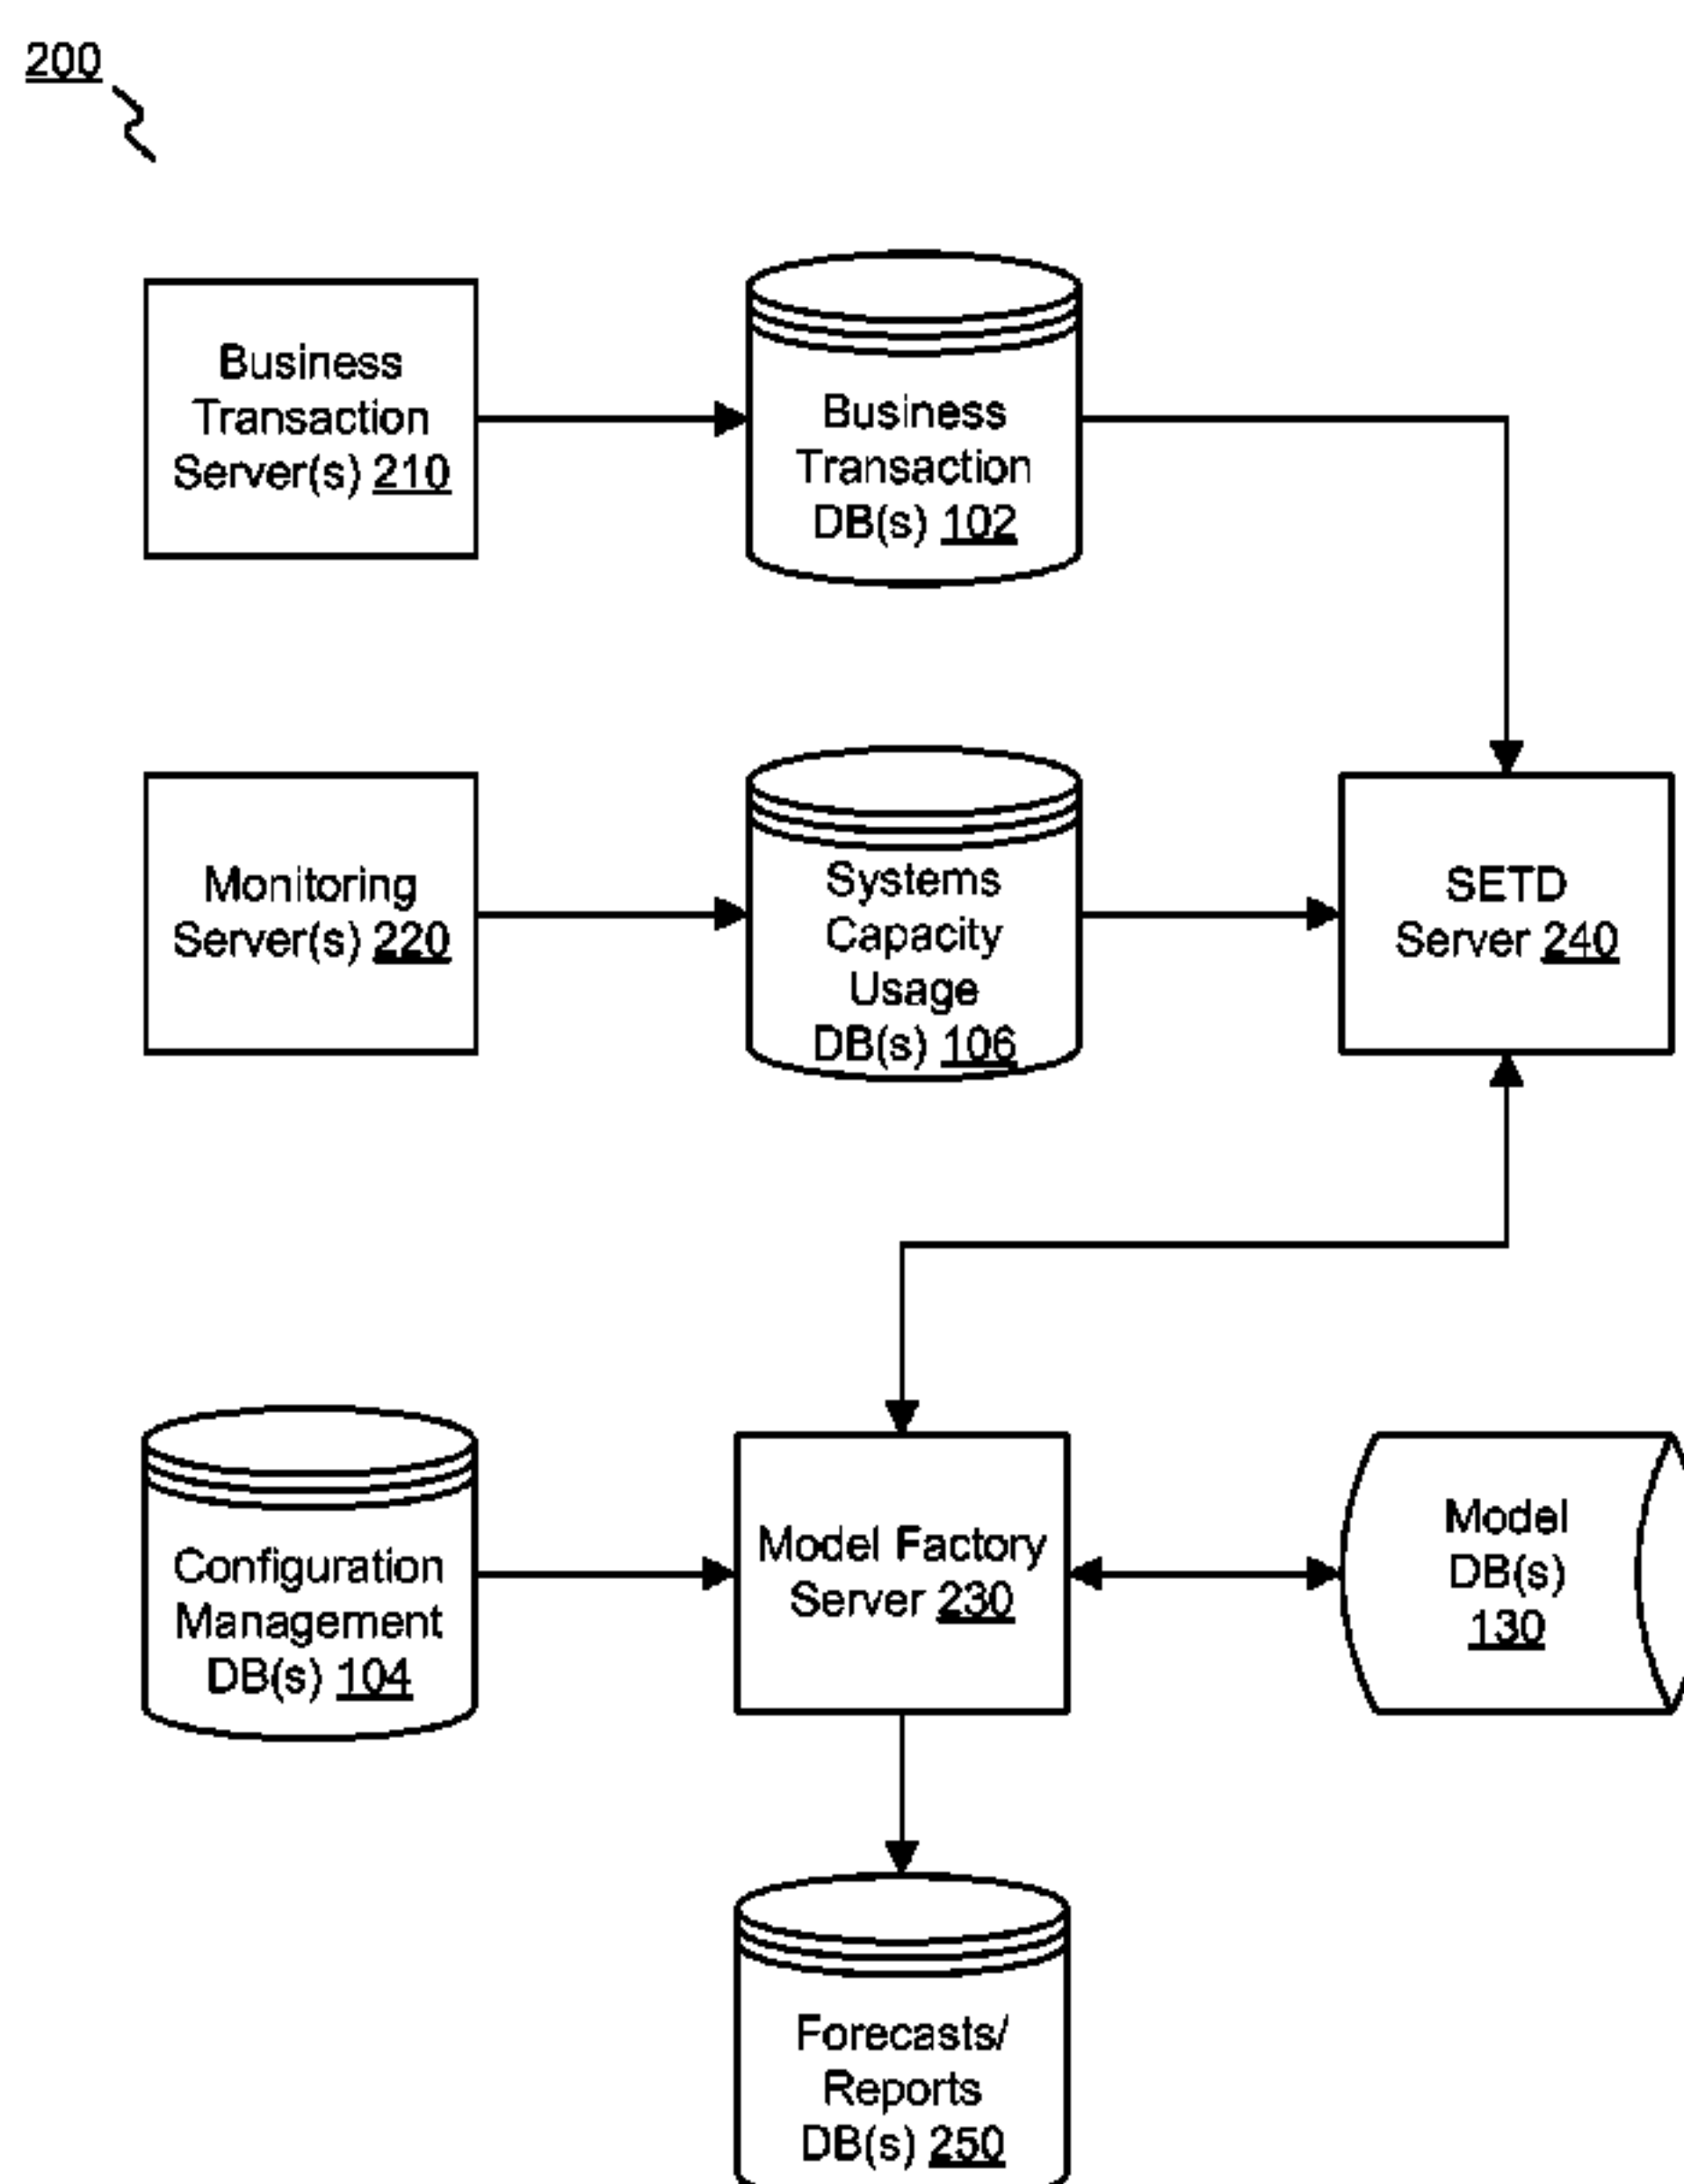 200
Business
Transaction
Server(s) 210
Business
Transaction
DB(s) 102
Monitoring
Server(s) 220
Systems
Capacity
Usage
DB(s) 106
SETD
Server 240
Configuration
Management
DB(s) 104
Model Factory
Server 230
Model
DB(s)
130
Forecasts/
Reports
DB(s) 250